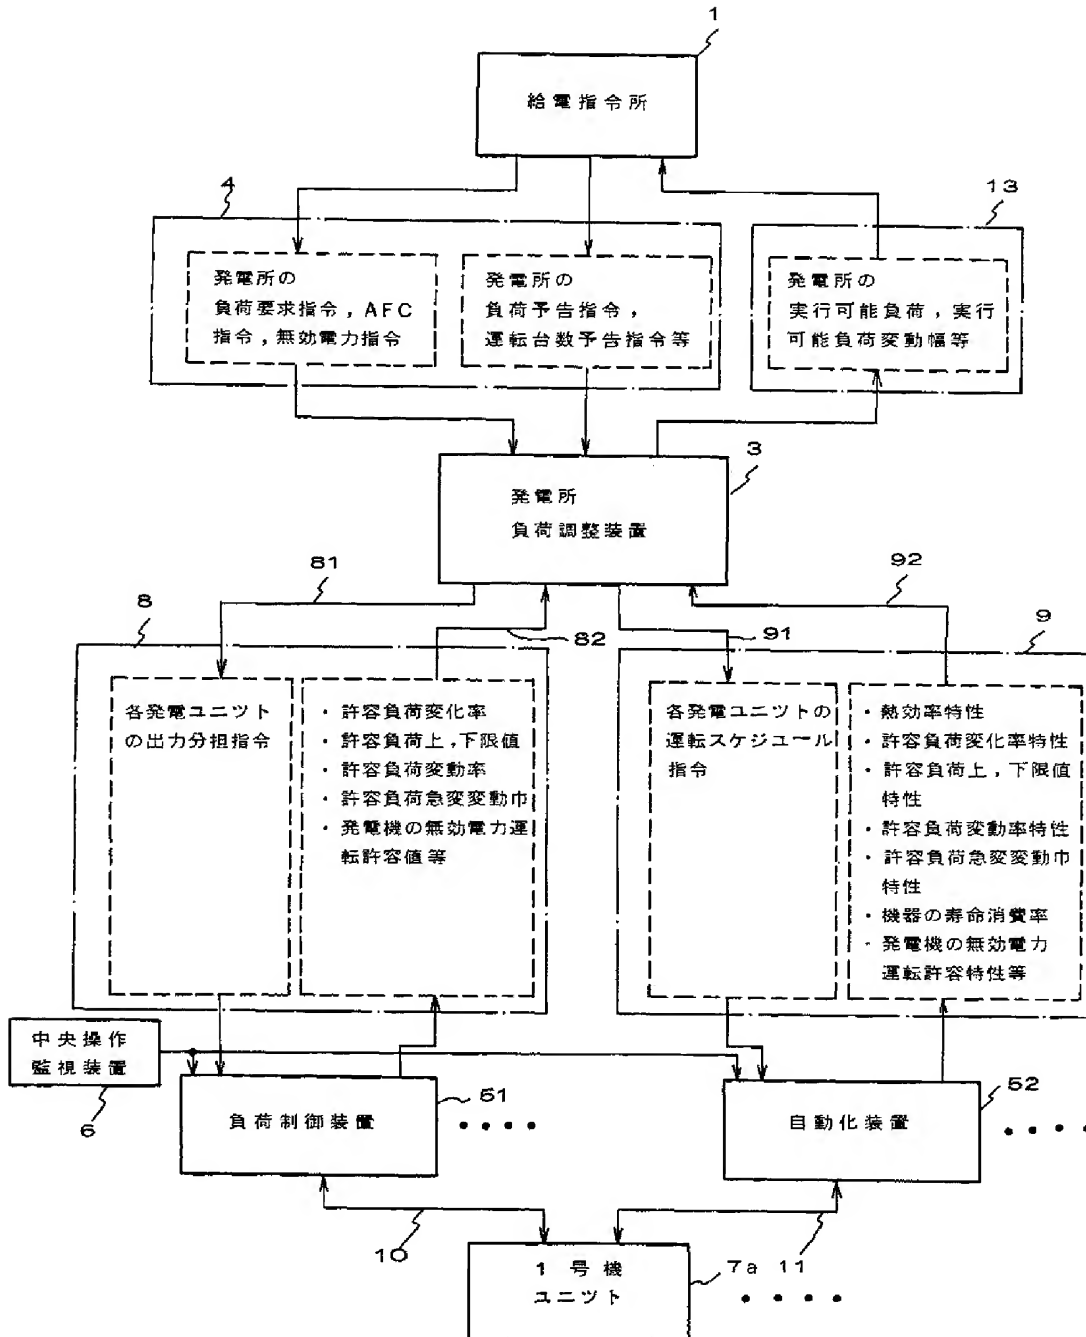 1
給電指令所
4
13
発電所の
負荷要求指令，AFC
指令，無効電力指令
発電所の
負荷予告指令，
運転台数予告指令等
発電所の
実行可能負荷，実行
可能負荷変動幅等
3
発電所
負荷調整装置
81
92
8
82
91
9
各発電ユニット
の出力分担指令
・許容負荷変化率
・許容負荷上，下限値
・許容負荷変動率
・許容負荷急変変動巾
・発電機の無効電力運
転許容値等
各発電ユニットの
運転スケジュール
指令
・熱効率特性
・許容負荷変化率特性
・許容負荷上，下限値
特性
・許容負荷変動率特性
・許容負荷急変変動巾
特性
・機器の寿命消費率
・発電機の無効電力
運転許容特性等
中央操作
監視装置
6
負荷制御装置
51
自動化装置
52
10
11
1号機
ユニット
7a